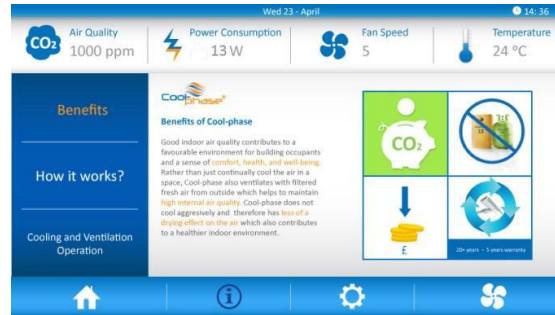 Wed 23 - April
14: 36
CO2
Air Quality
1000 ppm
Power Consumption
13 W
Fan Speed
5
Temperature
24 °C
Benefits
How it works?
Cooling and Ventilation
Operation
Coolphase
Benefits of Cool-phase
Good indoor air quality contributes to a
favourable environment for building occupants
and a sense of comfort, health, and well-being.
Rather than just continually cool the air in a
space, Cool-phase also ventilates with filtered
fresh air from outside which helps to maintain
high internal air quality. Cool-phase does not
cool aggresively and therefore has less of a
drying effect on the air which also contributes
to a healthier indoor environment.
CO2
£
20+ years - 5 years warranty
i